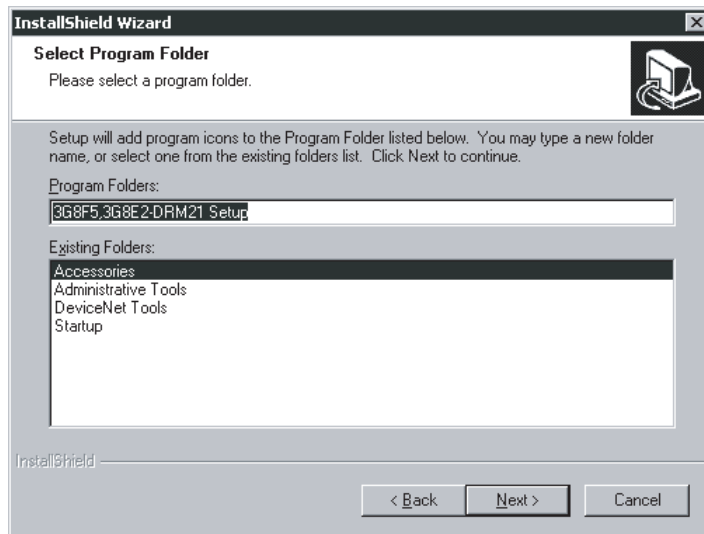 InstallShield Wizard
Select Program Folder
Please select a program folder.
Setup will add program icons to the Program Folder listed below. You may type a new folder
name, or select one from the existing folders list. Click Next to continue.
Program Folders:
3G8F5,3G8E2-DRM21 Setup
Existing Folders:
Accessories
Administrative Tools
DeviceNet Tools
Startup
InstallShield
< Back
Next >
Cancel